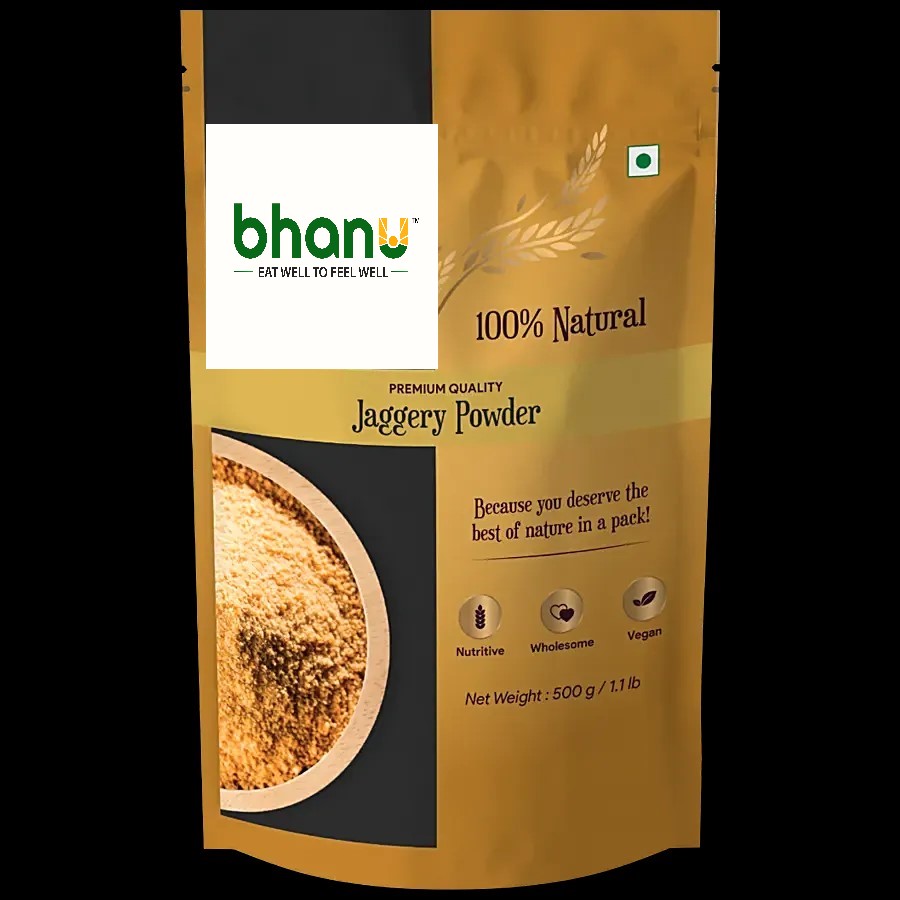 bhanu™
EAT WELL TO FEEL WELL
100% Natural
PREMIUM QUALITY
Jaggery Powder
Because you deserve the
best of nature in a pack!
Nutritive
Wholesome
Vegan
Net Weight : 500 g / 1.1 lb